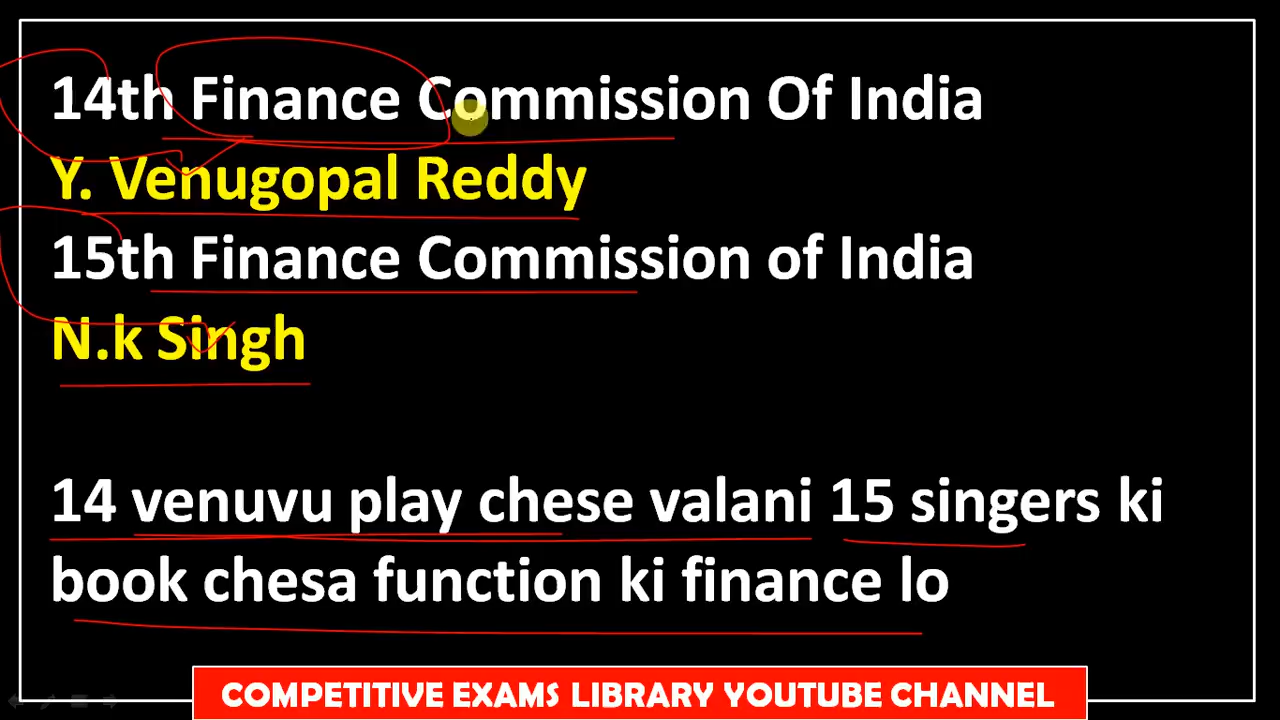 14th Finance Commission Of India
Y. Venugopal Reddy
15th Finance Commission of India
N.k Singh
14 venuvu play chese valani 15 singers ki
book chesa function ki finance lo
COMPETITIVE EXAMS LIBRARY YOUTUBE CHANNEL